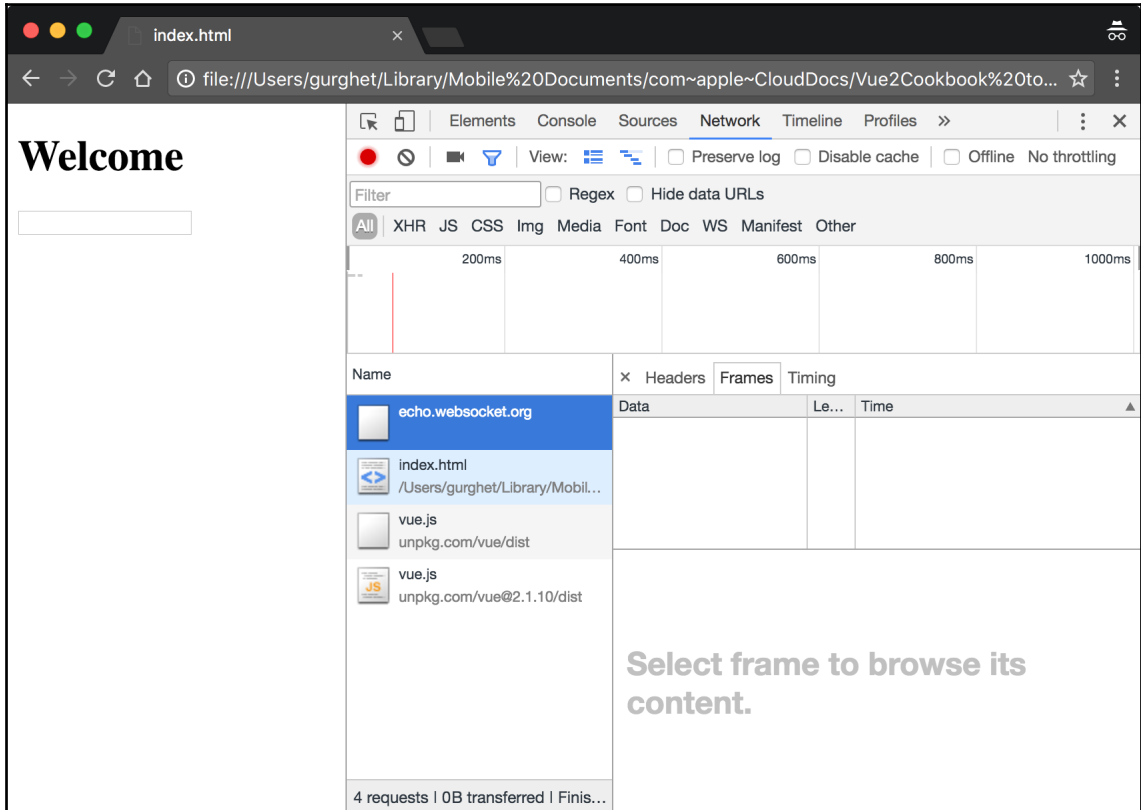 index.html
file:///Users/gurghet/Library/Mobile%20Documents/com~apple~CloudDocs/Vue2Cookbook%20to...
Welcome
Elements Console Sources Network Timeline Profiles »
View: Preserve log Disable cache Offline No throttling
Filter Regex Hide data URLs
All XHR JS CSS Img Media Font Doc WS Manifest Other
200ms 400ms 600ms 800ms 1000ms
Name
echo.websocket.org
index.html
/Users/gurghet/Library/Mobil...
vue.js
unpkg.com/vue/dist
JS
vue.js
unpkg.com/vue@2.1.10/dist
4 requests | 0B transferred | Finis...
× Headers Frames Timing
Data Le... Time
Select frame to browse its
content.